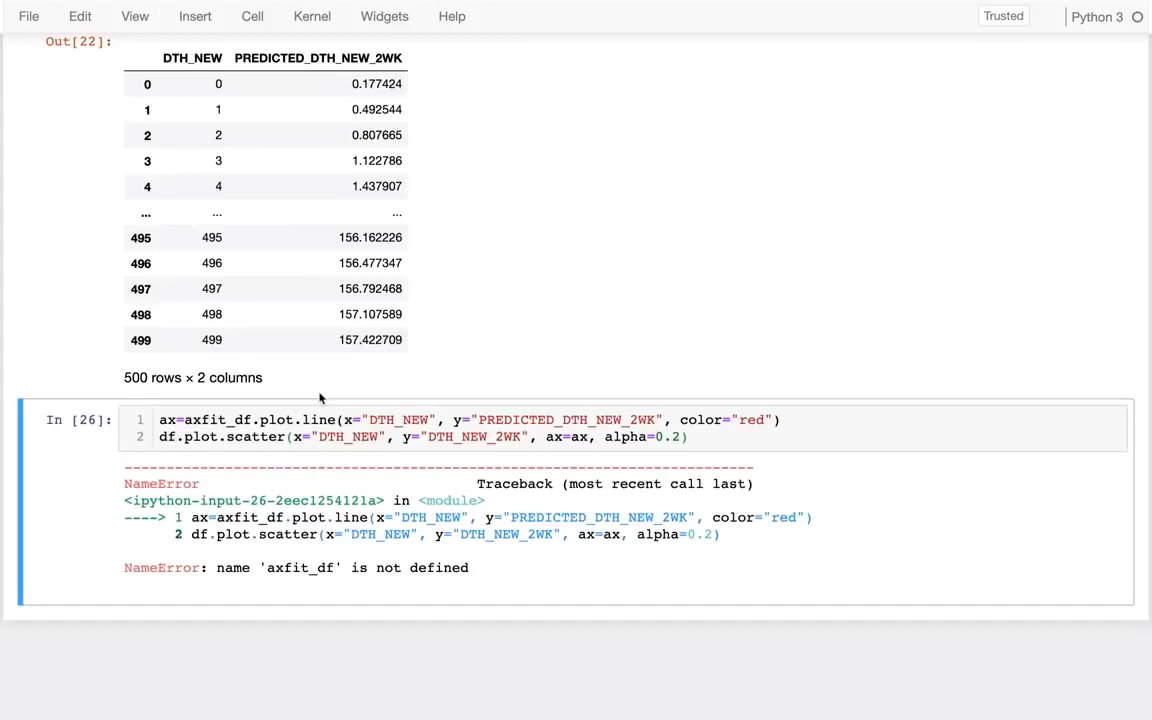 File Edit View Insert Cell Kernel Widgets Help Trusted Python 3
Out[22]:
DTH_NEW PREDICTED_DTH_NEW_2WK
0 0 0.177424
1 1 0.492544
2 2 0.807665
3 3 1.122786
4 4 1.437907
... ... ...
495 495 156.162226
496 496 156.477347
497 497 156.792468
498 498 157.107589
499 499 157.422709
500 rows × 2 columns
In [26]: 1 ax=axfit_df.plot.line(x="DTH_NEW", y="PREDICTED_DTH_NEW_2WK", color="red")
2 df.plot.scatter(x="DTH_NEW", y="DTH_NEW_2WK", ax=ax, alpha=0.2)
---------------------------------------------------------------------------
NameError Traceback (most recent call last)
<ipython-input-26-2eec1254121a> in <module>
----> 1 ax=axfit_df.plot.line(x="DTH_NEW", y="PREDICTED_DTH_NEW_2WK", color="red")
2 df.plot.scatter(x="DTH_NEW", y="DTH_NEW_2WK", ax=ax, alpha=0.2)
NameError: name 'axfit_df' is not defined